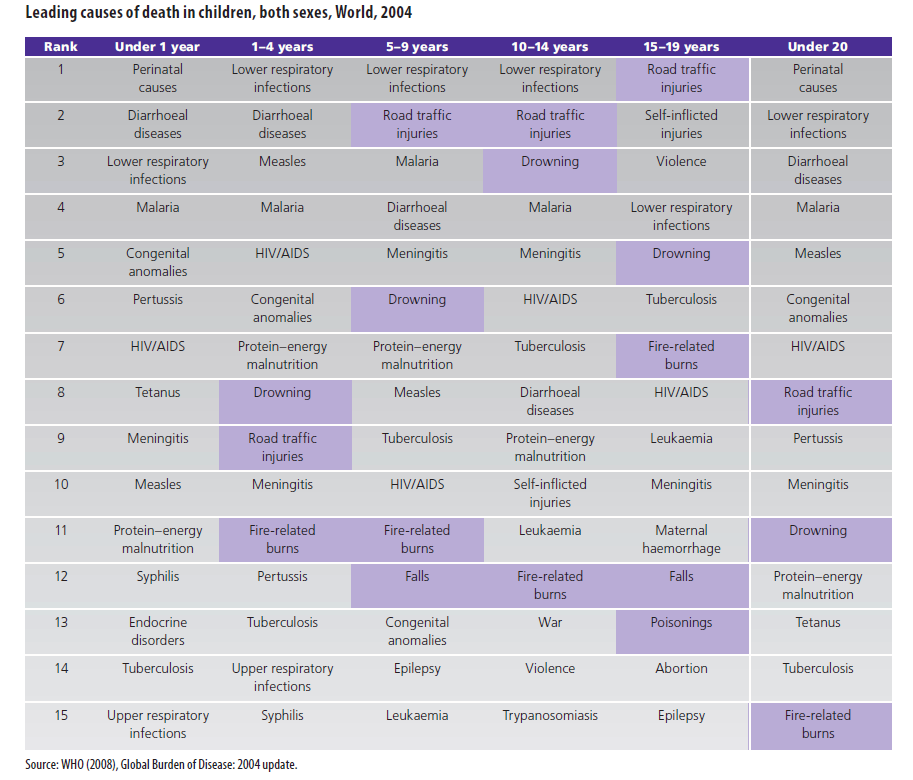 Leading causes of death in children, both sexes, World, 2004
Rank Under 1 year 1–4 years 5–9 years 10–14 years 15–19 years Under 20
1 Perinatal causes Lower respiratory infections Lower respiratory infections Lower respiratory infections Road traffic injuries Perinatal causes
2 Diarrhoeal diseases Diarrhoeal diseases Road traffic injuries Road traffic injuries Self-inflicted injuries Lower respiratory infections
3 Lower respiratory infections Measles Malaria Drowning Violence Diarrhoeal diseases
4 Malaria Malaria Diarrhoeal diseases Malaria Lower respiratory infections Malaria
5 Congenital anomalies HIV/AIDS Meningitis Meningitis Drowning Measles
6 Pertussis Congenital anomalies Drowning HIV/AIDS Tuberculosis Congenital anomalies
7 HIV/AIDS Protein–energy malnutrition Protein–energy malnutrition Tuberculosis Fire-related burns HIV/AIDS
8 Tetanus Drowning Measles Diarrhoeal diseases HIV/AIDS Road traffic injuries
9 Meningitis Road traffic injuries Tuberculosis Protein–energy malnutrition Leukaemia Pertussis
10 Measles Meningitis HIV/AIDS Self-inflicted injuries Meningitis Meningitis
11 Protein–energy malnutrition Fire-related burns Fire-related burns Leukaemia Maternal haemorrhage Drowning
12 Syphilis Pertussis Falls Fire-related burns Falls Protein–energy malnutrition
13 Endocrine disorders Tuberculosis Congenital anomalies War Poisonings Tetanus
14 Tuberculosis Upper respiratory infections Epilepsy Violence Abortion Tuberculosis
15 Upper respiratory infections Syphilis Leukaemia Trypanosomiasis Epilepsy Fire-related burns
Source: WHO (2008), Global Burden of Disease: 2004 update.